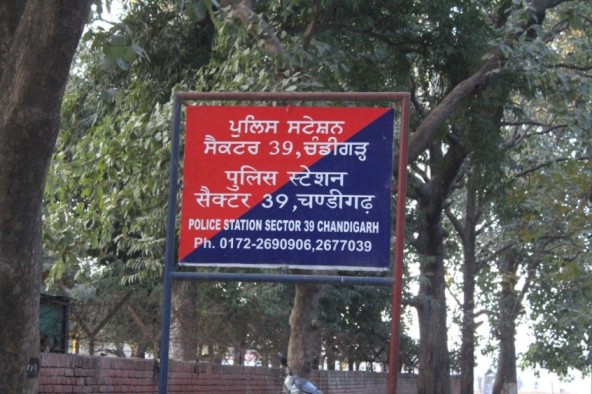 ਪੁਲਿਸ ਸਟੇਸ਼ਨ
ਸੈਕਟਰ 39,ਚੰਡੀਗੜ੍ਹ
पुलिस स्टेशन
सैक्टर 39,चण्डीगढ़
POLICE STATION SECTOR 39 CHANDIGARH
Ph. 0172-2690906,2677039